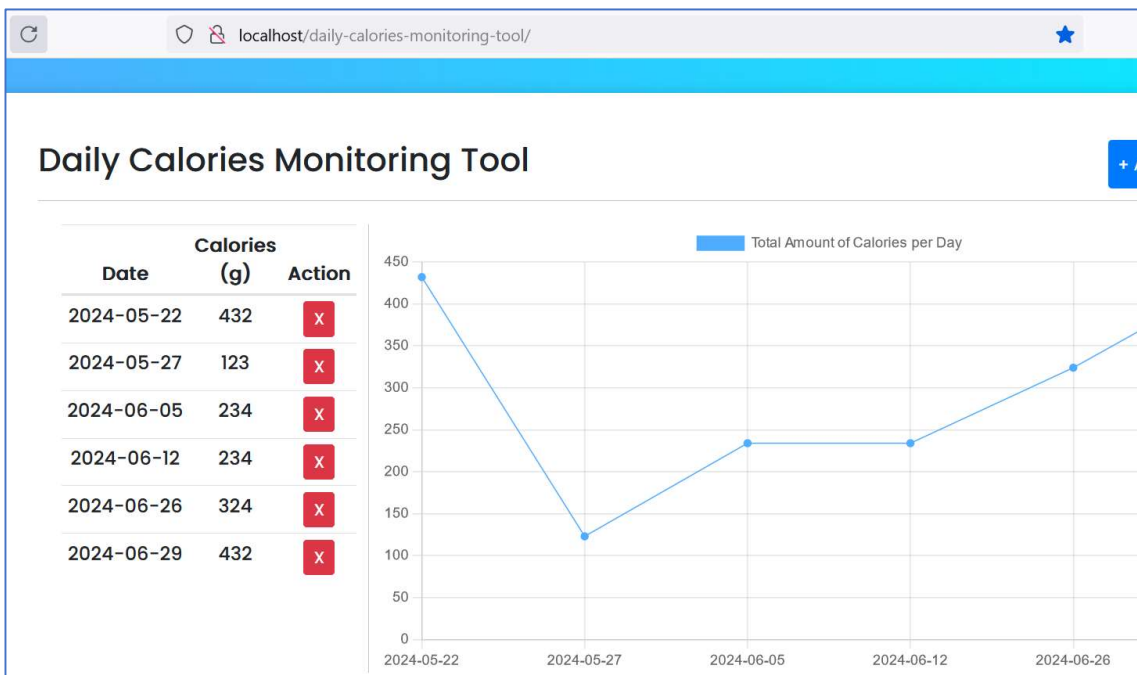 localhost/daily-calories-monitoring-tool/
Daily Calories Monitoring Tool
+
Date Calories (g) Action
2024-05-22 432 X
2024-05-27 123 X
2024-06-05 234 X
2024-06-12 234 X
2024-06-26 324 X
2024-06-29 432 X
Total Amount of Calories per Day
450
400
350
300
250
200
150
100
50
0
2024-05-22 2024-05-27 2024-06-05 2024-06-12 2024-06-26